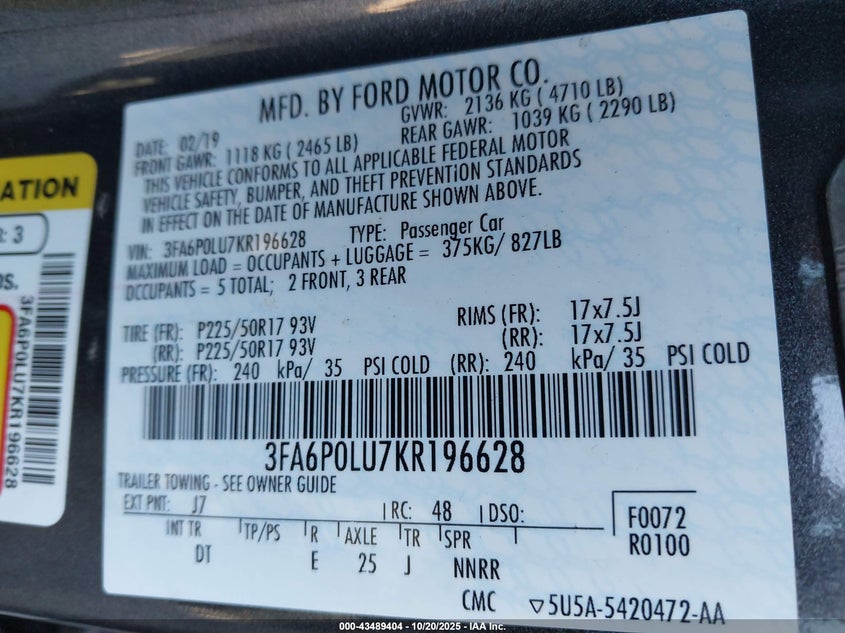 MFD. BY FORD MOTOR CO.
DATE: 02/19 GVWR: 2136 KG ( 4710 LB)
FRONT GAWR: 1118 KG ( 2465 LB) REAR GAWR: 1039 KG ( 2290 LB)
THIS VEHICLE CONFORMS TO ALL APPLICABLE FEDERAL MOTOR
VEHICLE SAFETY, BUMPER, AND THEFT PREVENTION STANDARDS
IN EFFECT ON THE DATE OF MANUFACTURE SHOWN ABOVE.
VIN: 3FA6P0LU7KR196628 TYPE: Passenger Car
MAXIMUM LOAD = OCCUPANTS + LUGGAGE = 375KG/ 827LB
OCCUPANTS = 5 TOTAL; 2 FRONT, 3 REAR
TIRE (FR): P225/50R17 93V RIMS (FR): 17x7.5J
(RR): P225/50R17 93V (RR): 17x7.5J
PRESSURE (FR): 240 kPa/ 35 PSI COLD (RR): 240 kPa/ 35 PSI COLD
3FA6P0LU7KR196628
TRAILER TOWING - SEE OWNER GUIDE
EXT PNT: J7 RC: 48 DSO:
INT TR TP/PS R AXLE TR SPR
DT E 25 J NNRR
F0072
R0100
CMC ▽5U5A-5420472-AA
ATION
R: 3
3FA6P0LU7KR196628
000-43489404 - 10/20/2025 - IAA Inc.